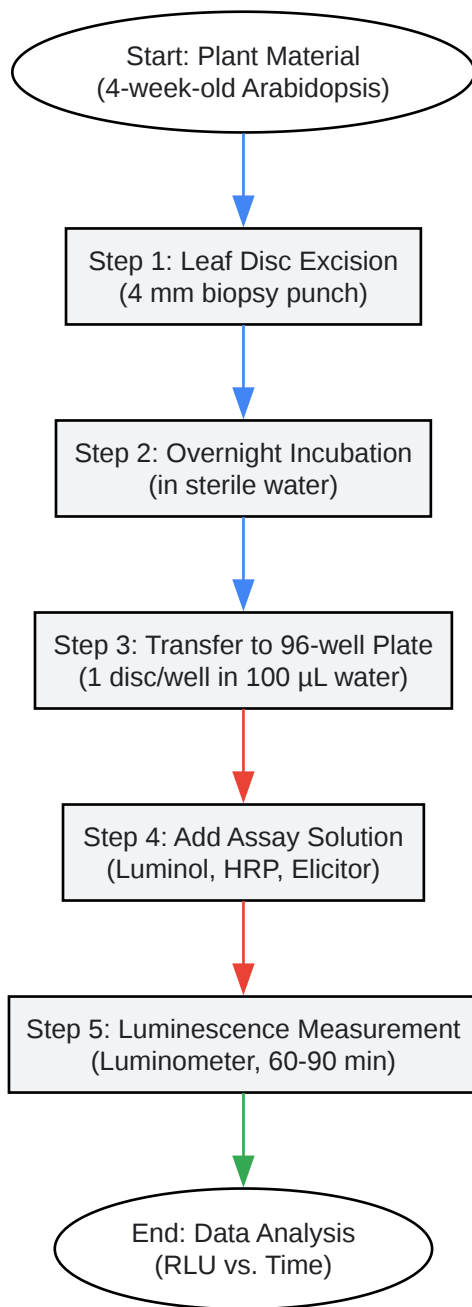 Start: Plant Material
(4-week-old Arabidopsis)
Step 1: Leaf Disc Excision
(4 mm biopsy punch)
Step 2: Overnight Incubation
(in sterile water)
Step 3: Transfer to 96-well Plate
(1 disc/well in 100 µL water)
Step 4: Add Assay Solution
(Luminol, HRP, Elicitor)
Step 5: Luminescence Measurement
(Luminometer, 60-90 min)
End: Data Analysis
(RLU vs. Time)